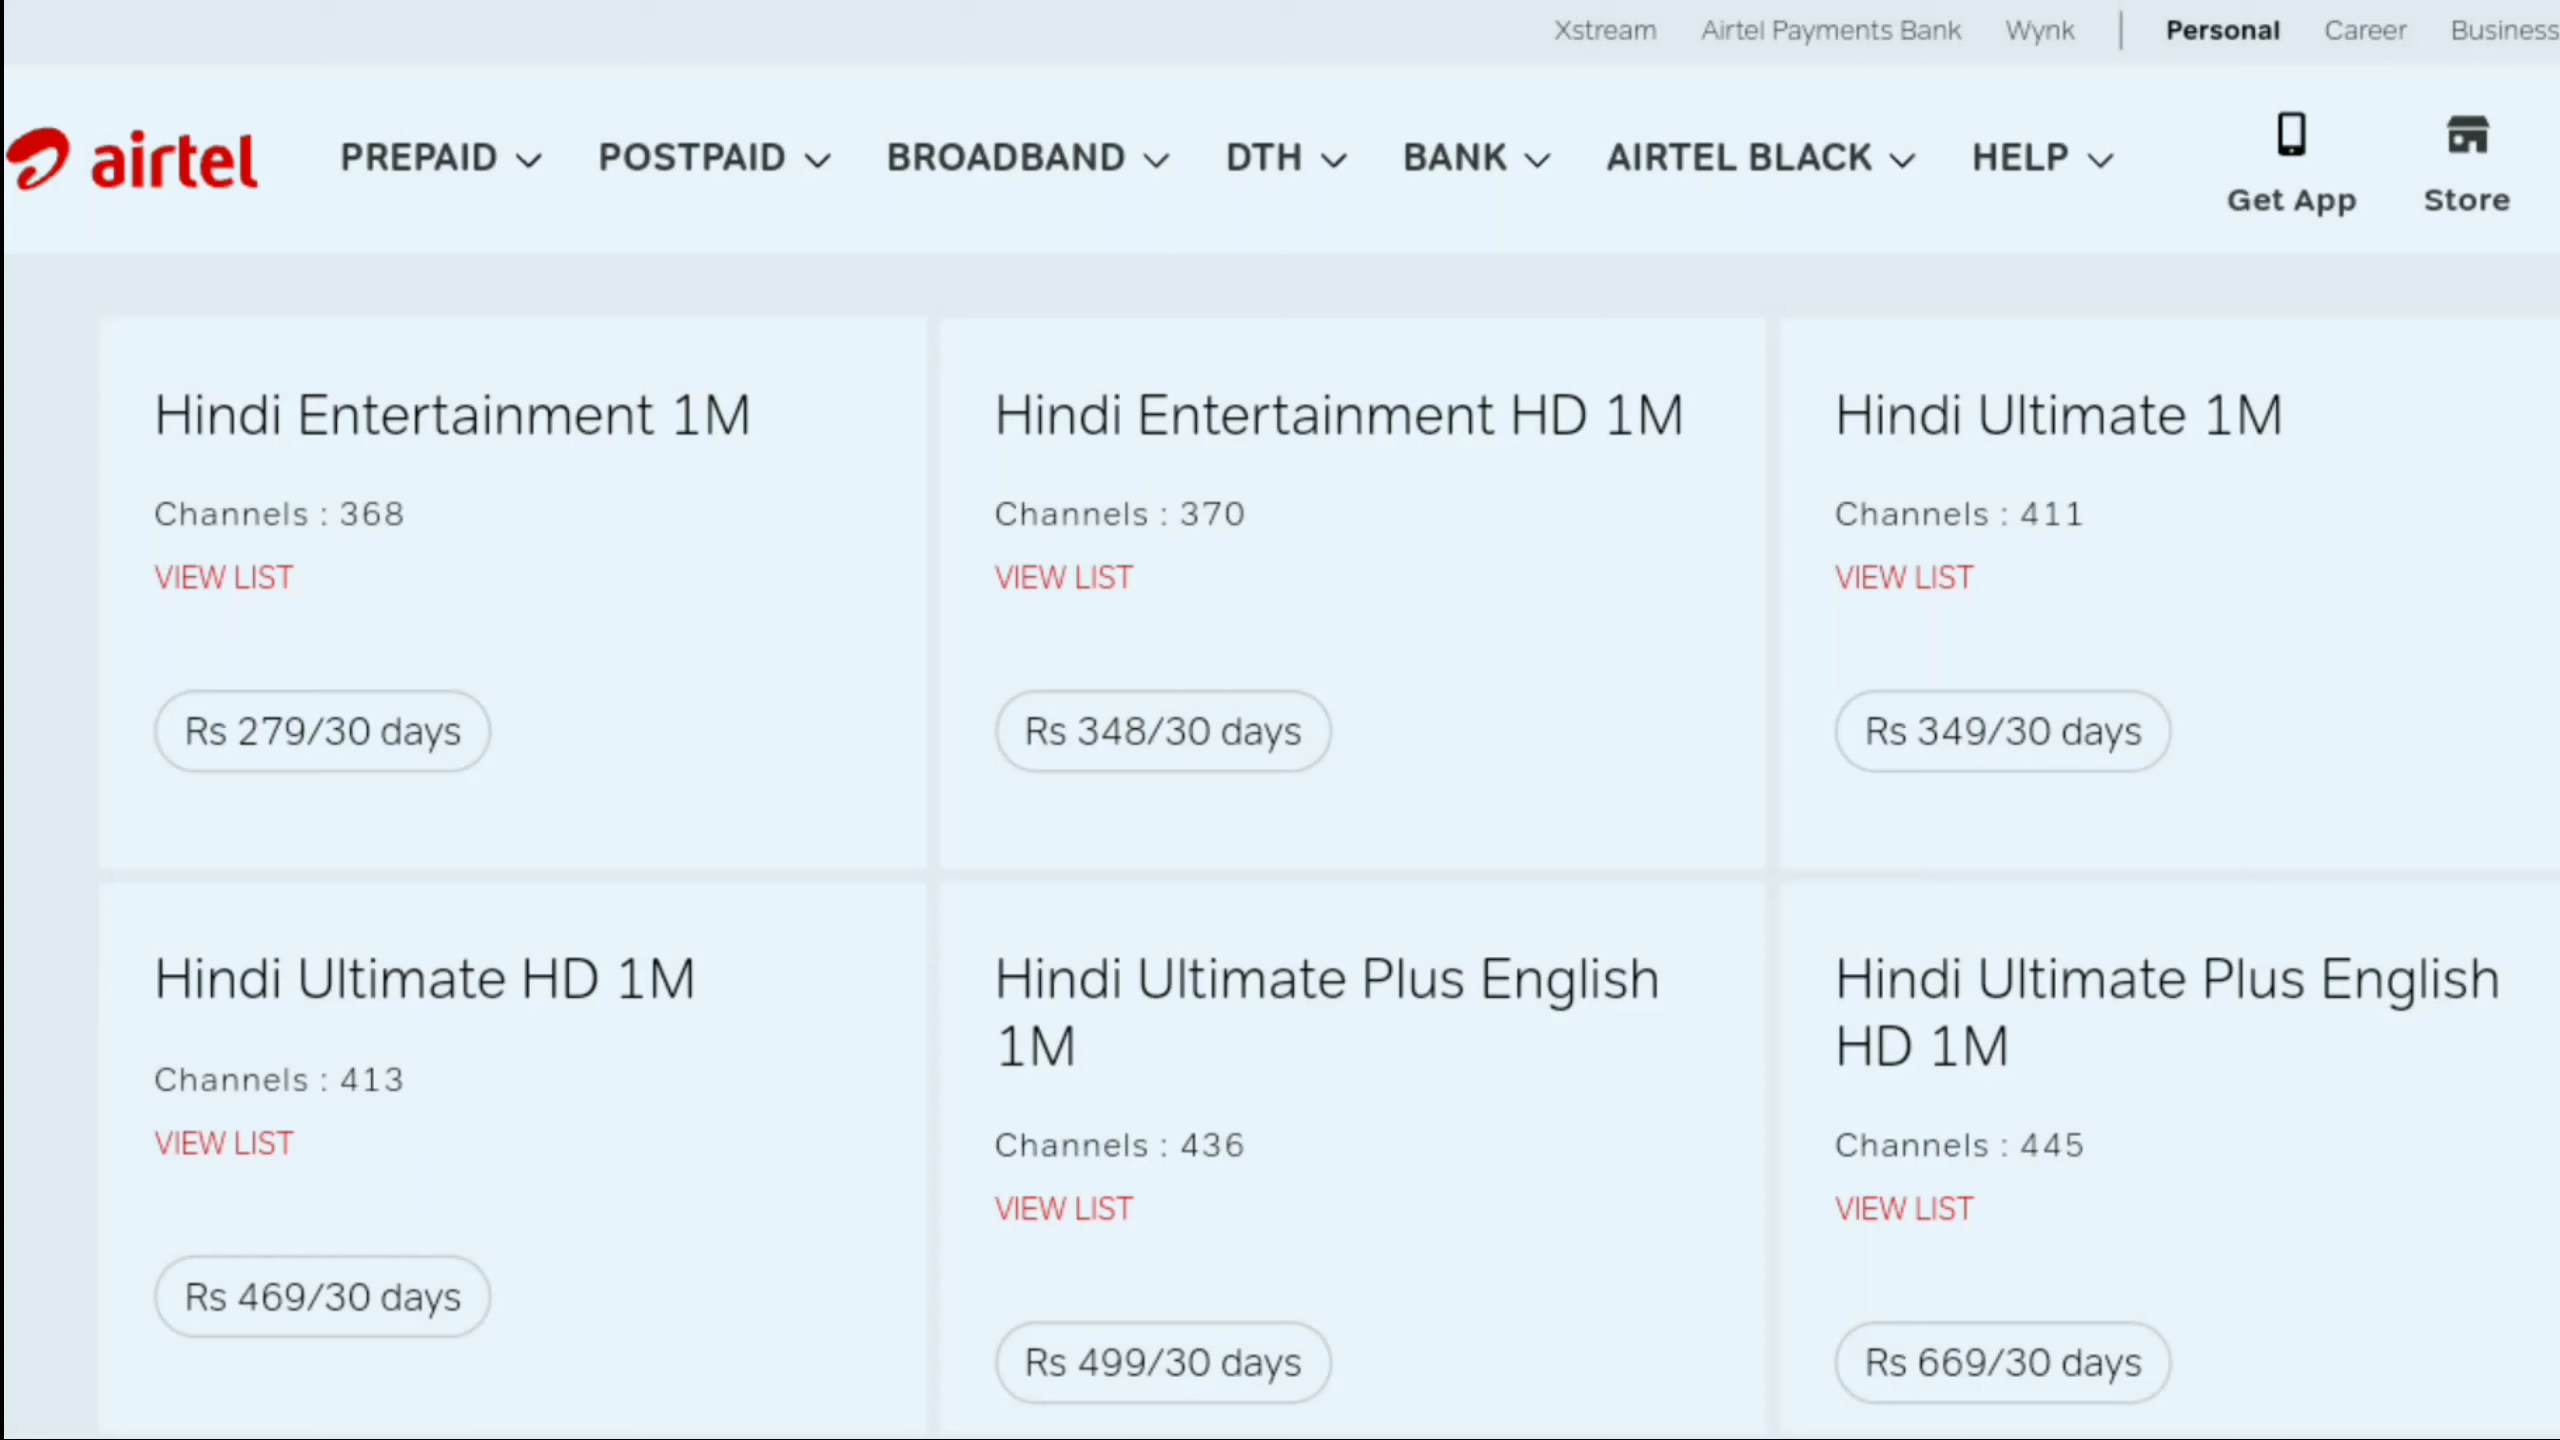 Xstream Airtel Payments Bank Wynk Personal Career Business
airtel PREPAID POSTPAID BROADBAND DTH BANK AIRTEL BLACK HELP Get App Store
Hindi Entertainment 1M
Channels : 368
VIEW LIST
Rs 279/30 days
Hindi Entertainment HD 1M
Channels : 370
VIEW LIST
Rs 348/30 days
Hindi Ultimate 1M
Channels : 411
VIEW LIST
Rs 349/30 days
Hindi Ultimate HD 1M
Channels : 413
VIEW LIST
Rs 469/30 days
Hindi Ultimate Plus English
1M
Channels : 436
VIEW LIST
Rs 499/30 days
Hindi Ultimate Plus English
HD 1M
Channels : 445
VIEW LIST
Rs 669/30 days